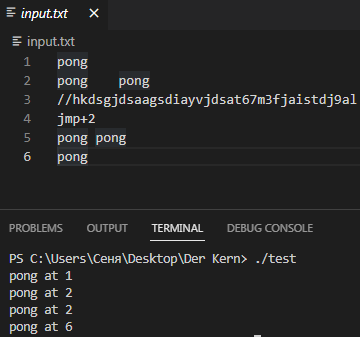 input.txt ×
input.txt
1 pong
2 pong    pong
3 //hkdsgjdsaagsdiayvjdsat67m3fjaistdj9al
4 jmp+2
5 pong pong
6 pong
PROBLEMS OUTPUT TERMINAL DEBUG CONSOLE
PS C:\Users\Сеня\Desktop\Der Kern> ./test
pong at 1
pong at 2
pong at 2
pong at 6